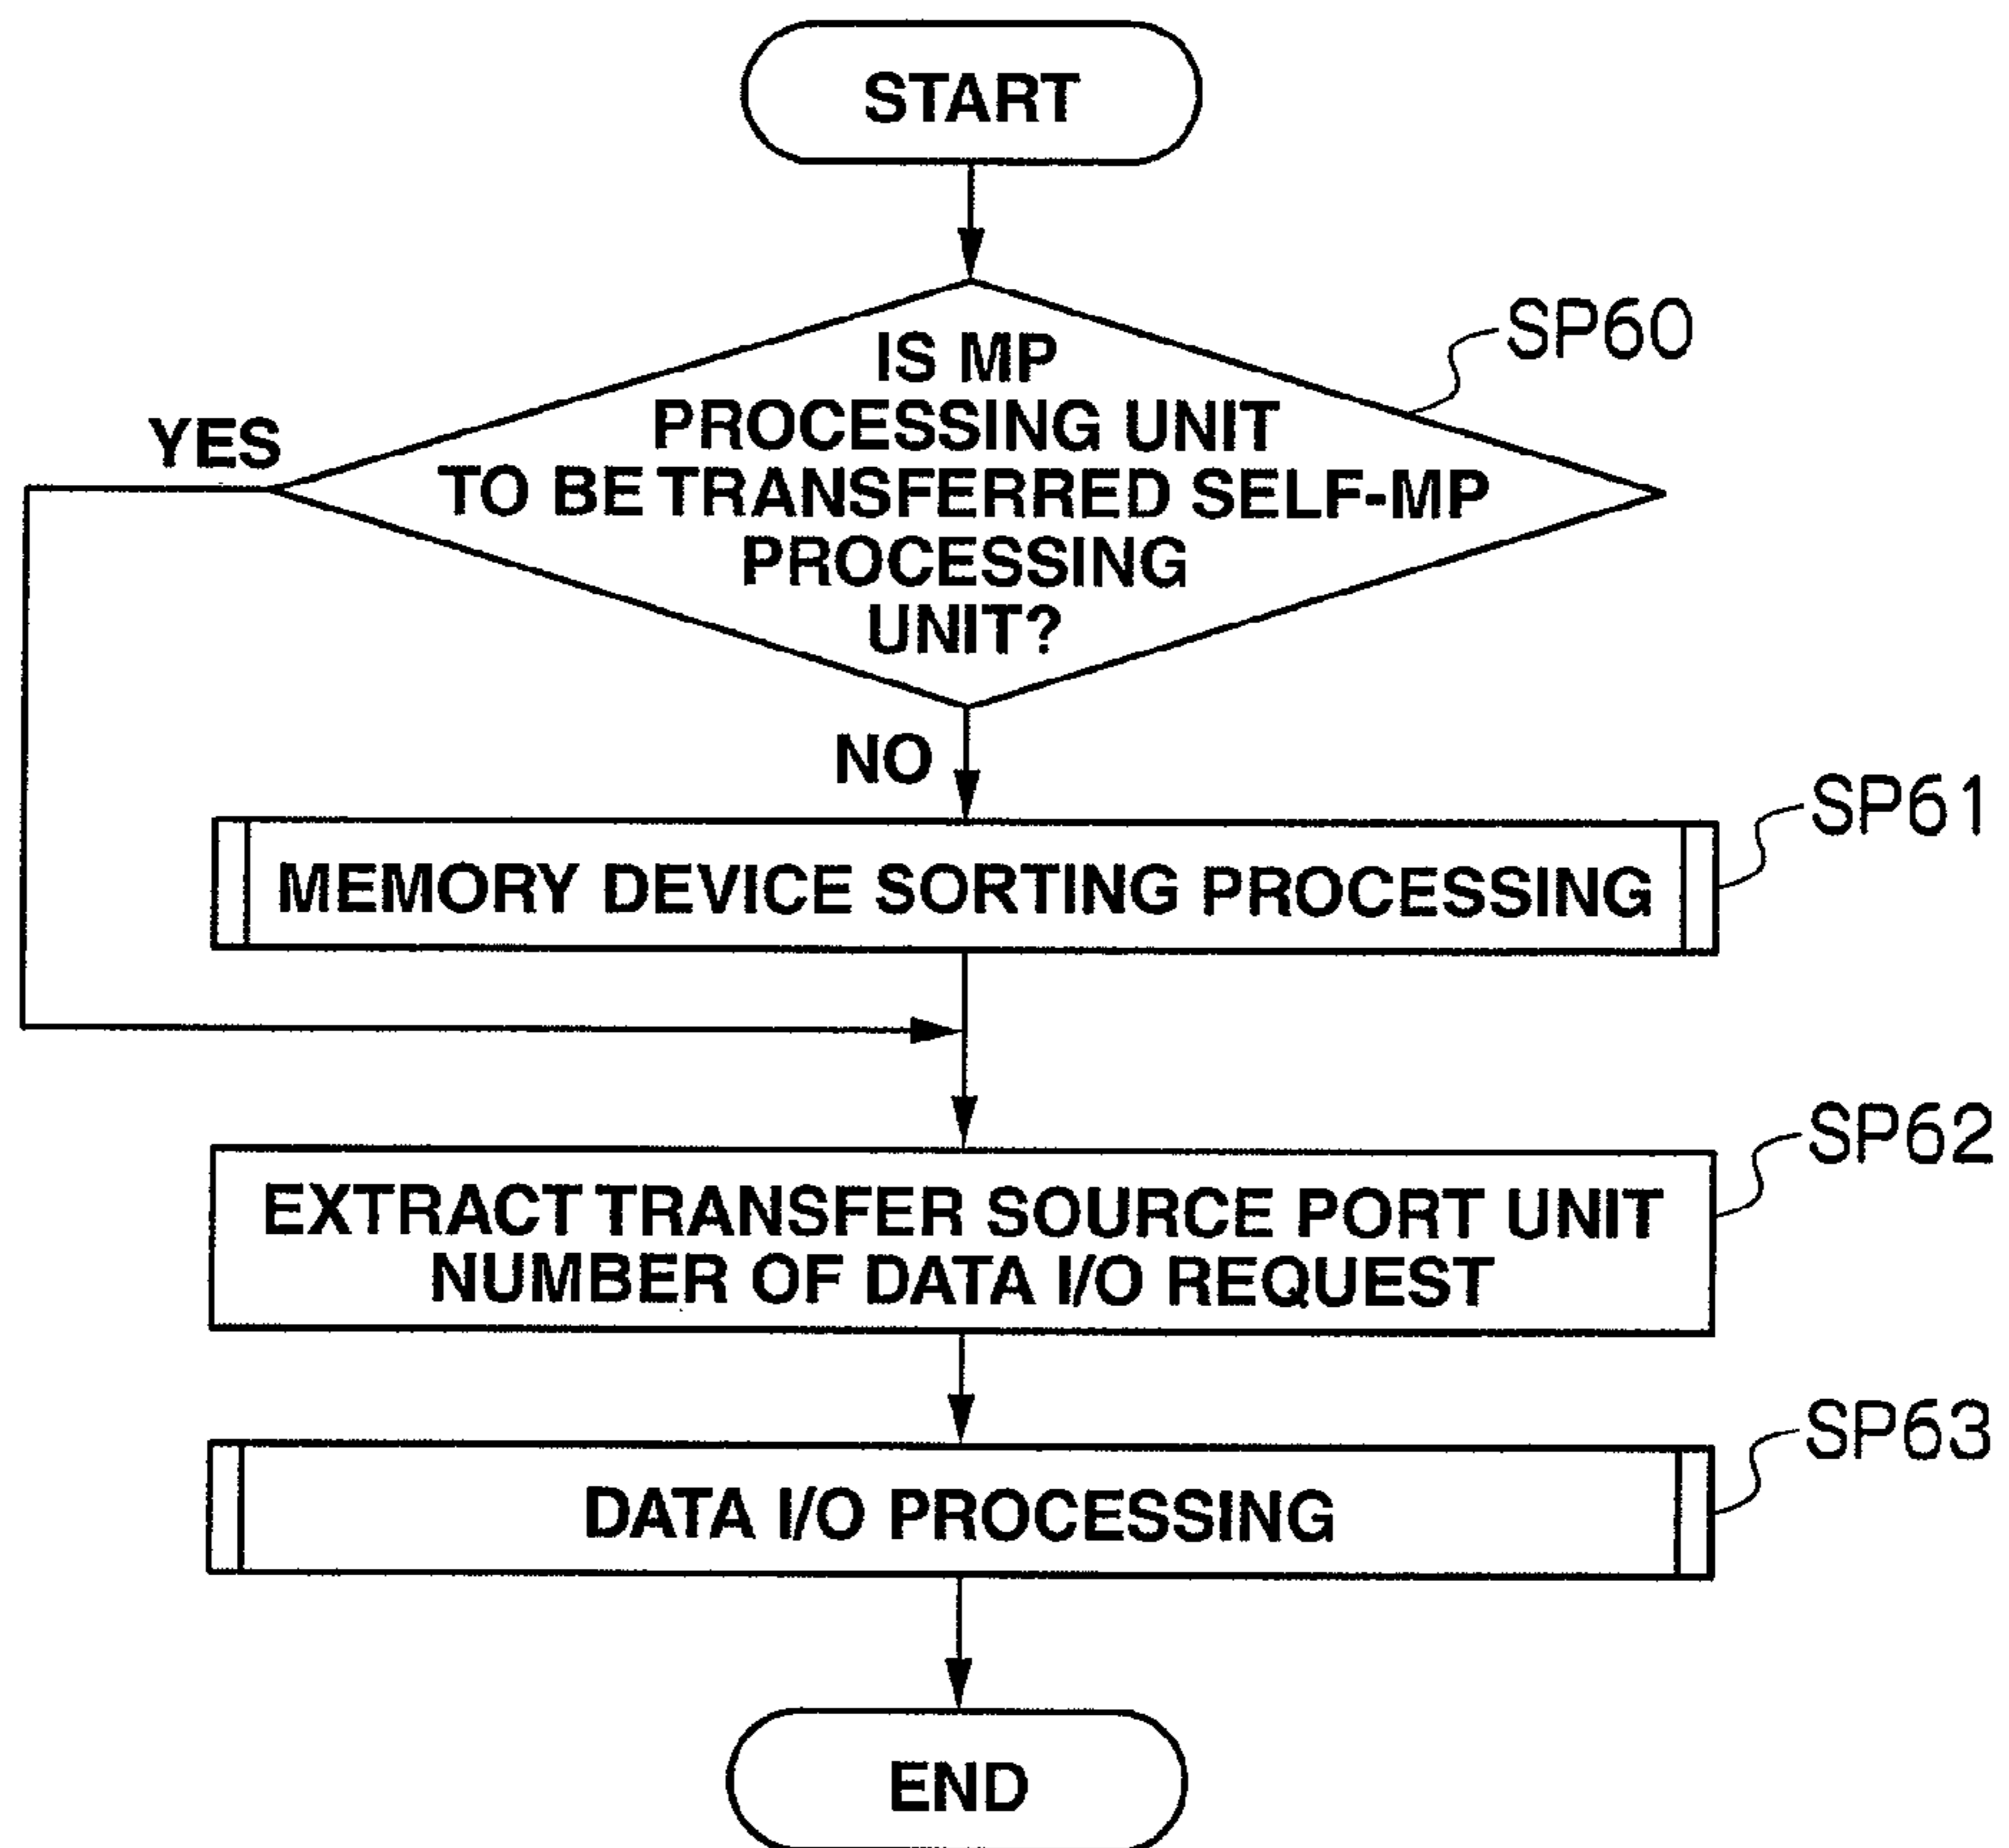 START
IS MP
SP60
PROCESSING UNIT
YES
TO BE TRANSFERRED SELF-MP
PROCESSING
UNIT?
NO
SP61
MEMORY DEVICE SORTING PROCESSING
SP62
EXTRACT TRANSFER SOURCE PORT UNIT
NUMBER OF DATA I/O REQUEST
SP63
DATA I/O PROCESSING
END